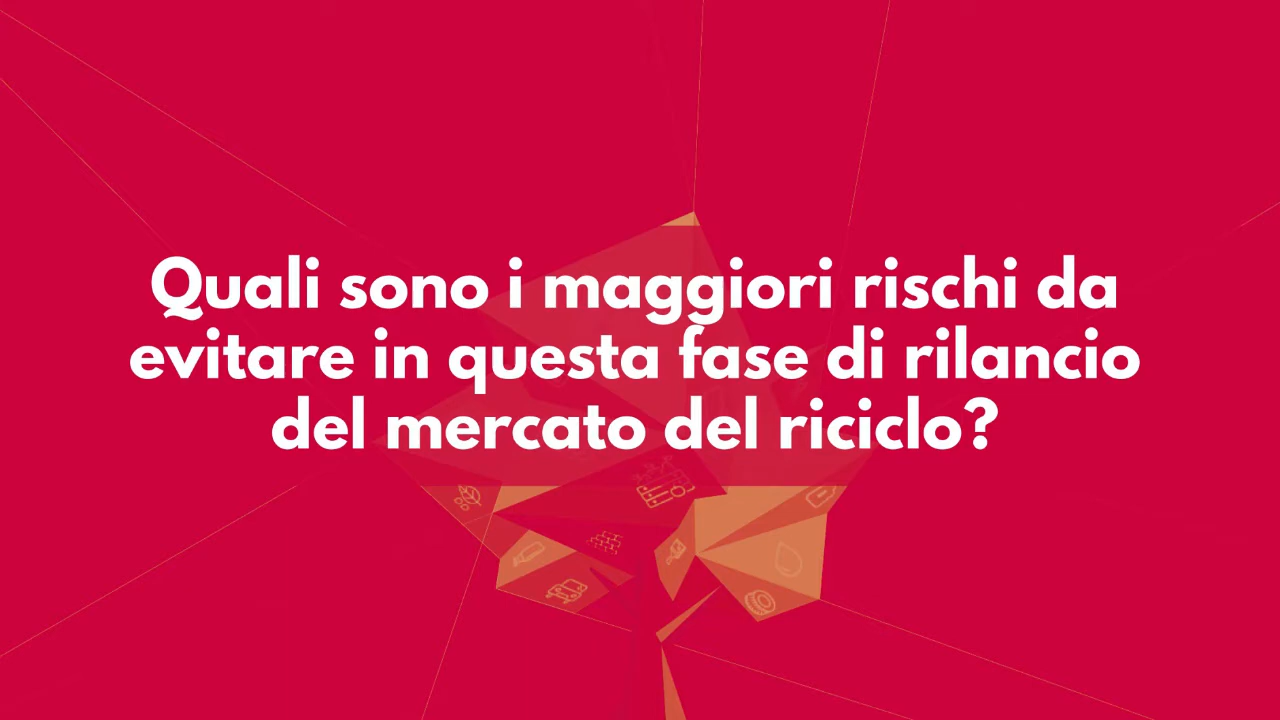 Quali sono i maggiori rischi da
evitare in questa fase di rilancio
del mercato del riciclo?